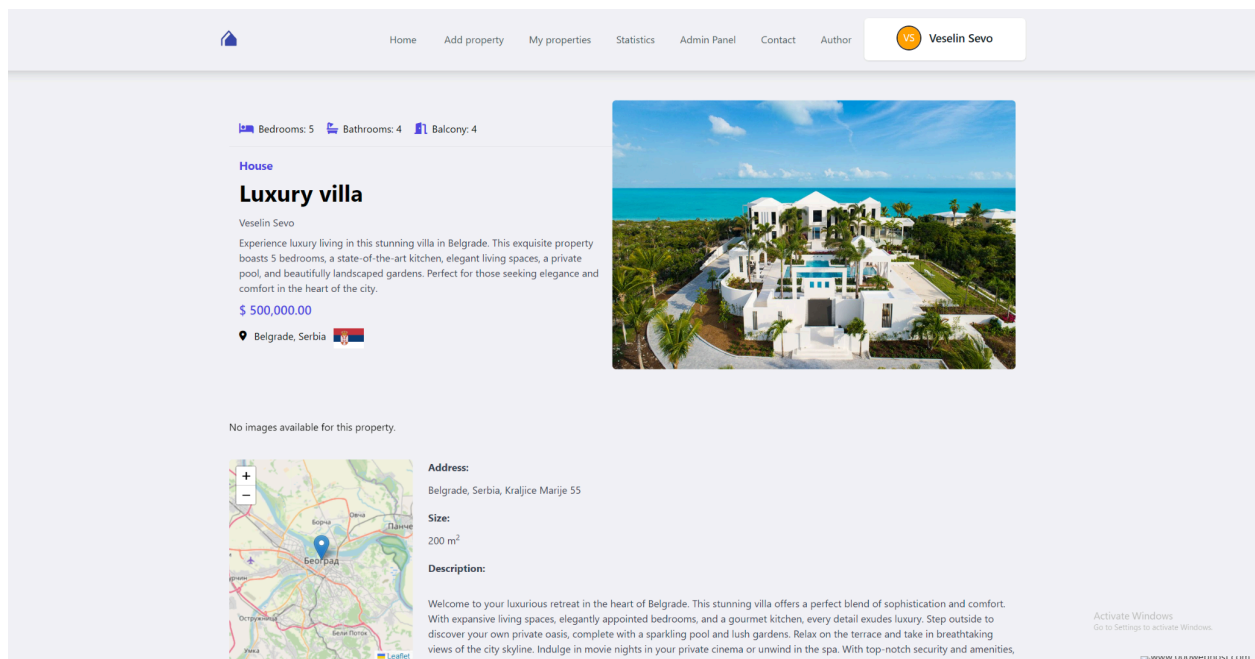 Home Add property My properties Statistics Admin Panel Contact Author VS Veselin Sevo
Bedrooms: 5 Bathrooms: 4 Balcony: 4
House
Luxury villa
Veselin Sevo
Experience luxury living in this stunning villa in Belgrade. This exquisite property
boasts 5 bedrooms, a state-of-the-art kitchen, elegant living spaces, a private
pool, and beautifully landscaped gardens. Perfect for those seeking elegance and
comfort in the heart of the city.
$ 500,000.00
Belgrade, Serbia
No images available for this property.
+
−
Борча
Овча
Панче
Београд
Остружница
Бели Поток
Умка
Leaflet
Address:
Belgrade, Serbia, Kraljice Marije 55
Size:
200 m²
Description:
Welcome to your luxurious retreat in the heart of Belgrade. This stunning villa offers a perfect blend of sophistication and comfort.
With expansive living spaces, elegantly appointed bedrooms, and a gourmet kitchen, every detail exudes luxury. Step outside to
discover your own private oasis, complete with a sparkling pool and lush gardens. Relax on the terrace and take in breathtaking
views of the city skyline. Indulge in movie nights in your private cinema or unwind in the spa. With top-notch security and amenities,
Activate Windows
Go to Settings to activate Windows.